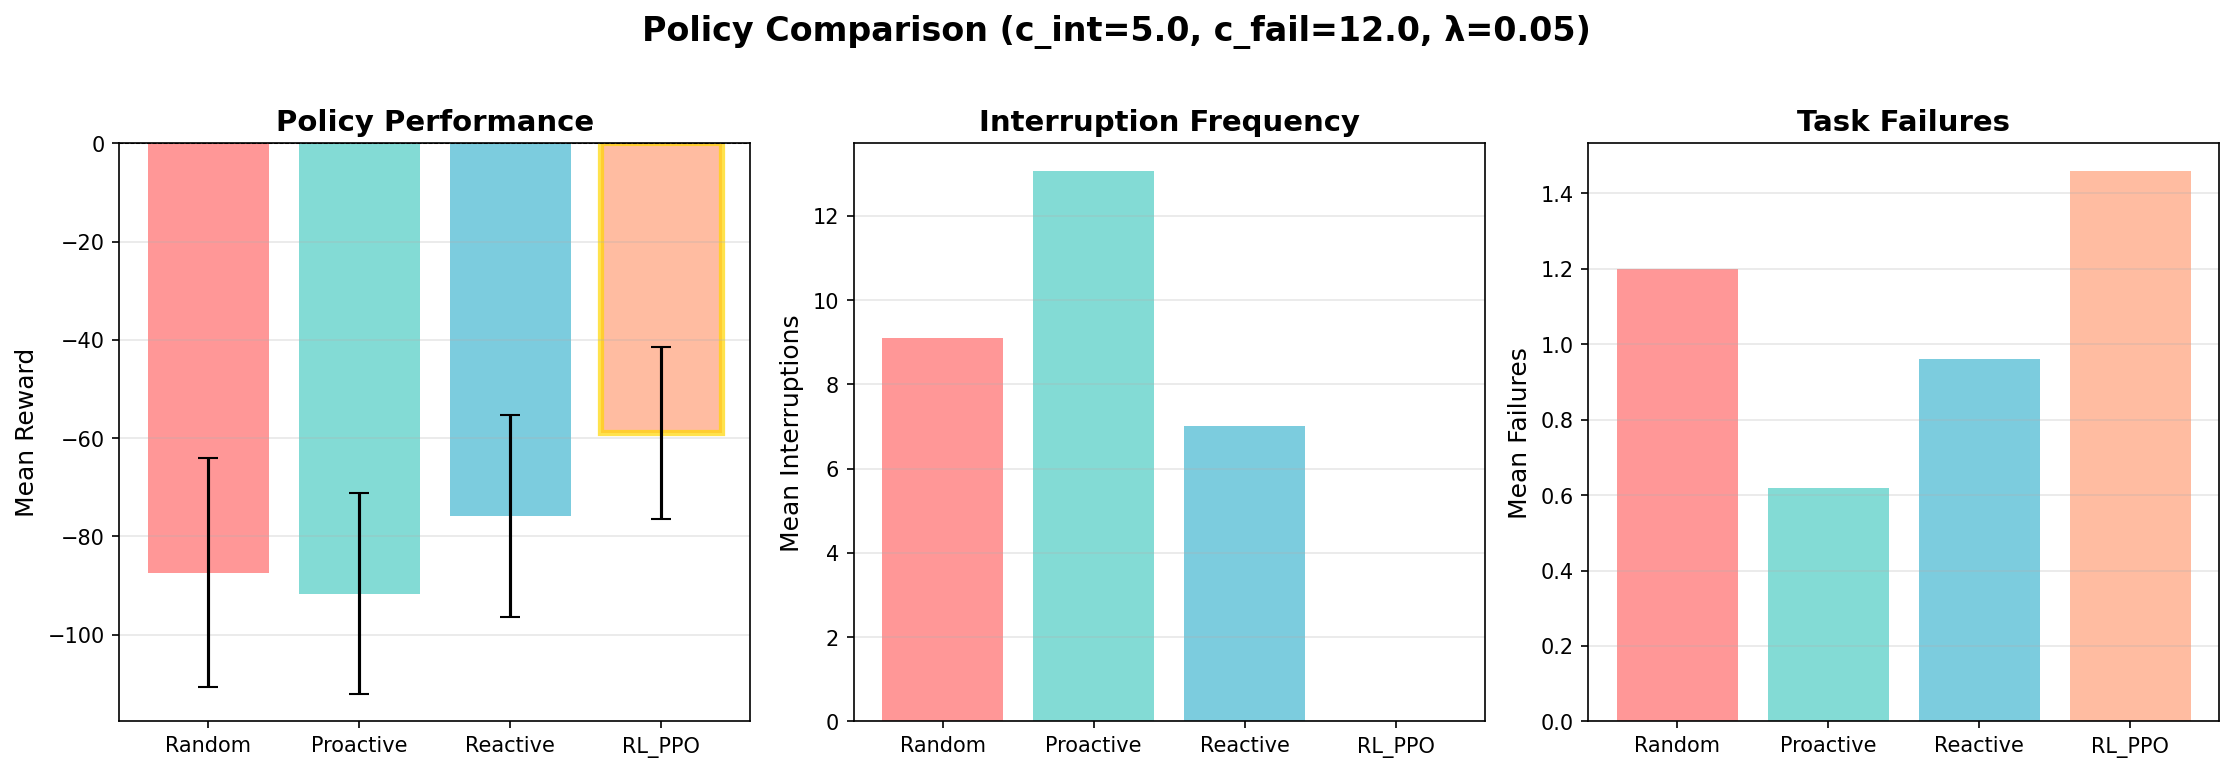 Policy Comparison (c_int=5.0, c_fail=12.0, λ=0.05)
Policy Performance
Mean Reward
0
−20
−40
−60
−80
−100
Random Proactive Reactive RL_PPO
Interruption Frequency
Mean Interruptions
12
10
8
6
4
2
0
Random Proactive Reactive RL_PPO
Task Failures
Mean Failures
1.4
1.2
1.0
0.8
0.6
0.4
0.2
0.0
Random Proactive Reactive RL_PPO